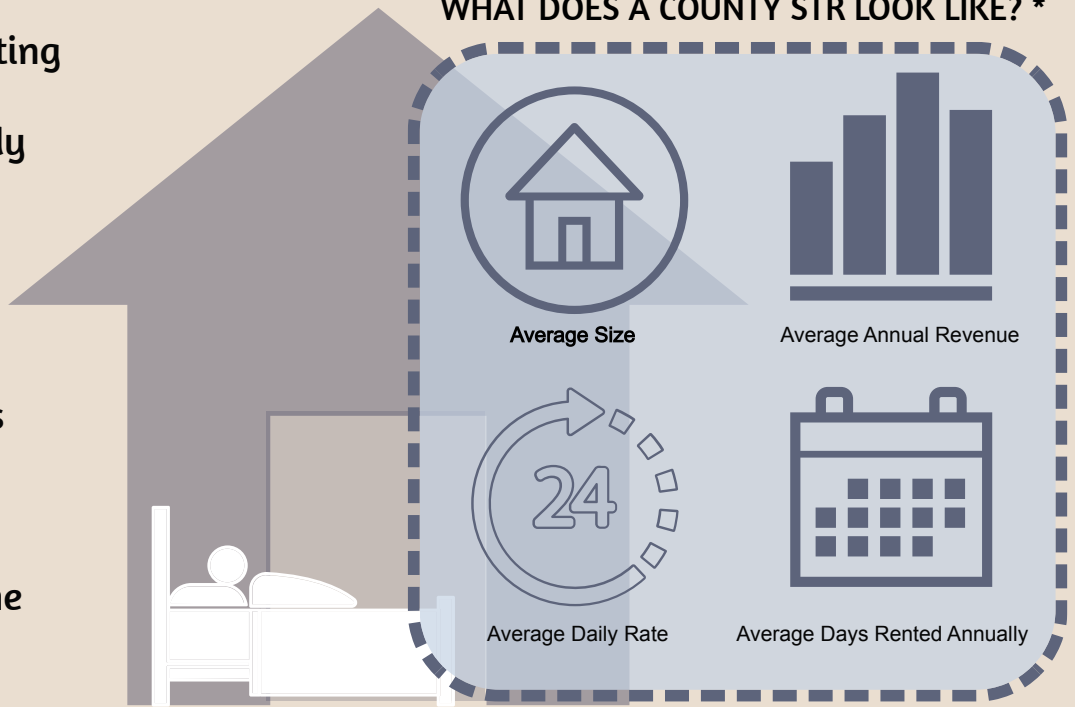 WHAT DOES A COUNTY STR LOOK LIKE? *
ting
ly
s
ne
Average Size
Average Annual Revenue
24
Average Daily Rate
Average Days Rented Annually